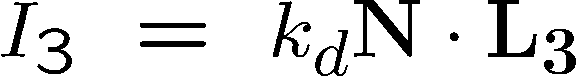 I₃ = k_d N · L₃